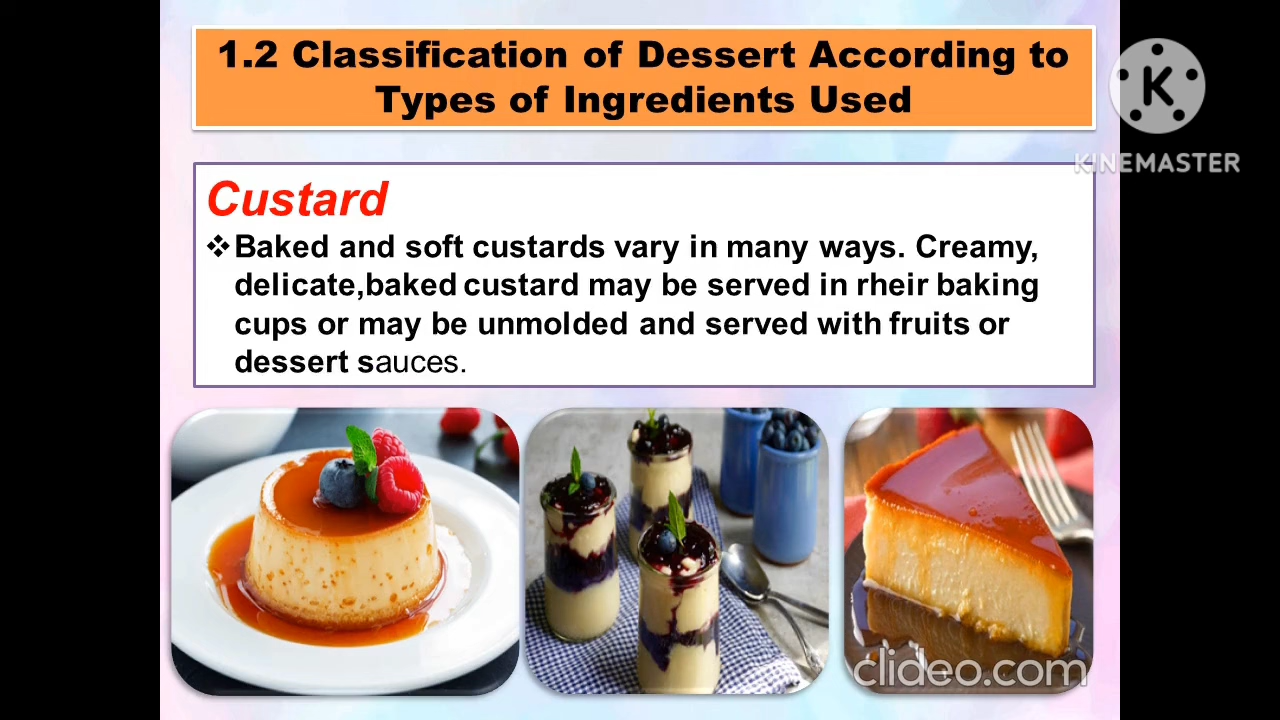 1.2 Classification of Dessert According to
Types of Ingredients Used
K
KINEMASTER
Custard
❖Baked and soft custards vary in many ways. Creamy,
delicate,baked custard may be served in rheir baking
cups or may be unmolded and served with fruits or
dessert sauces.
clideo.com